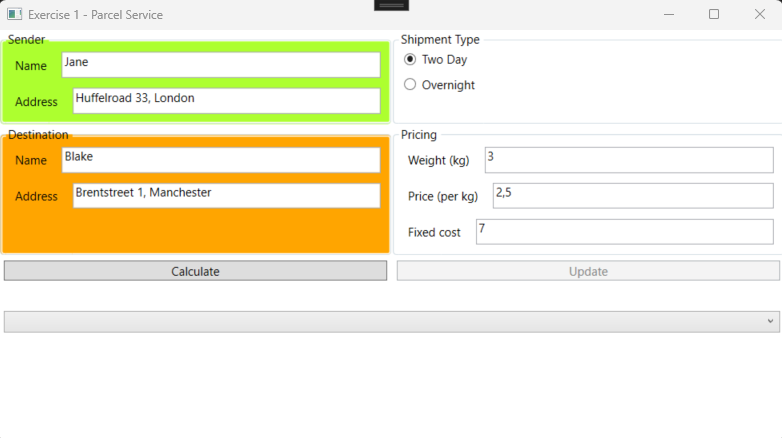 Exercise 1 - Parcel Service
Sender
Name Jane
Address Huffelroad 33, London
Shipment Type
Two Day
Overnight
Destination
Name Blake
Address Brentstreet 1, Manchester
Pricing
Weight (kg) 3
Price (per kg) 2,5
Fixed cost 7
Calculate
Update